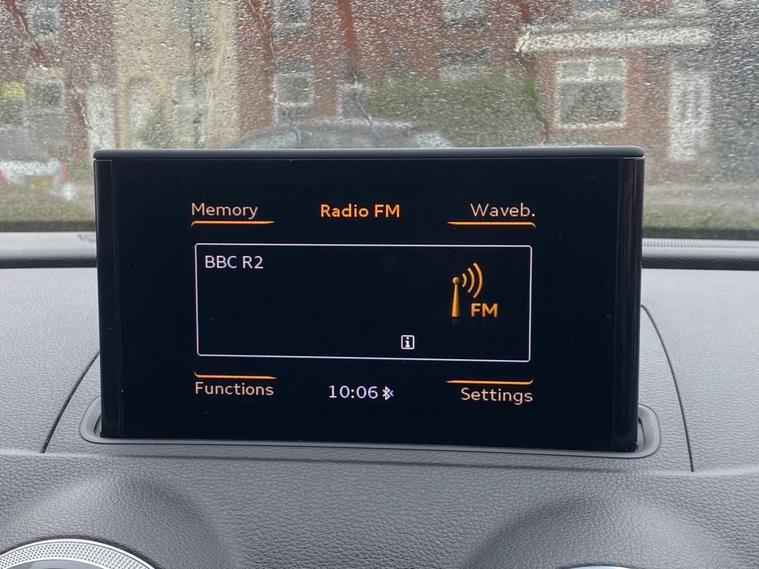 Memory
Radio FM
Waveb.
BBC R2
FM
i
Functions
10:06
Settings